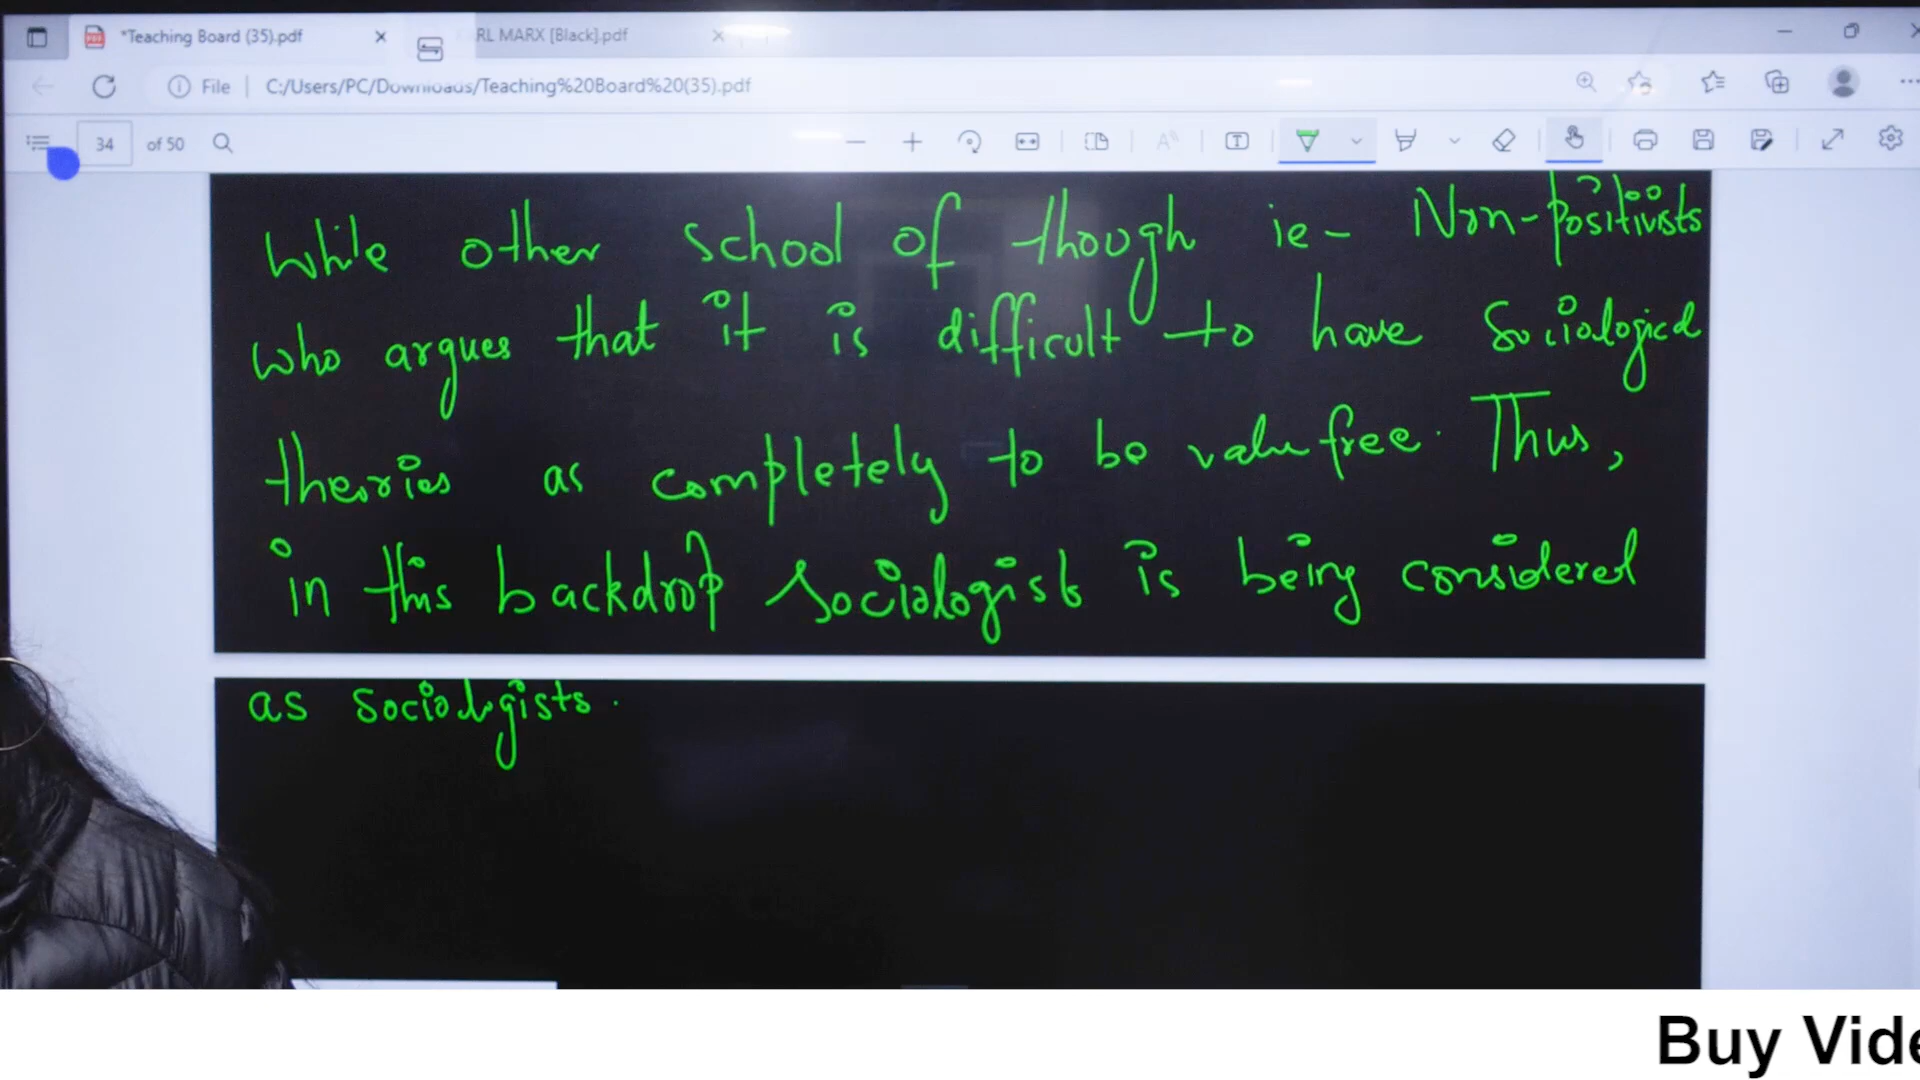 *Teaching Board (35).pdf
RL MARX [Black].pdf
File
C:/Users/PC/Downloads/Teaching%20Board%20(35).pdf
34 of 50
While other school of though ie - Non-positivists
who argues that it is difficult to have Sociological
theories as completely to be value free. Thus,
in this backdrop sociologists is being considered
as sociologists.
Buy Vide